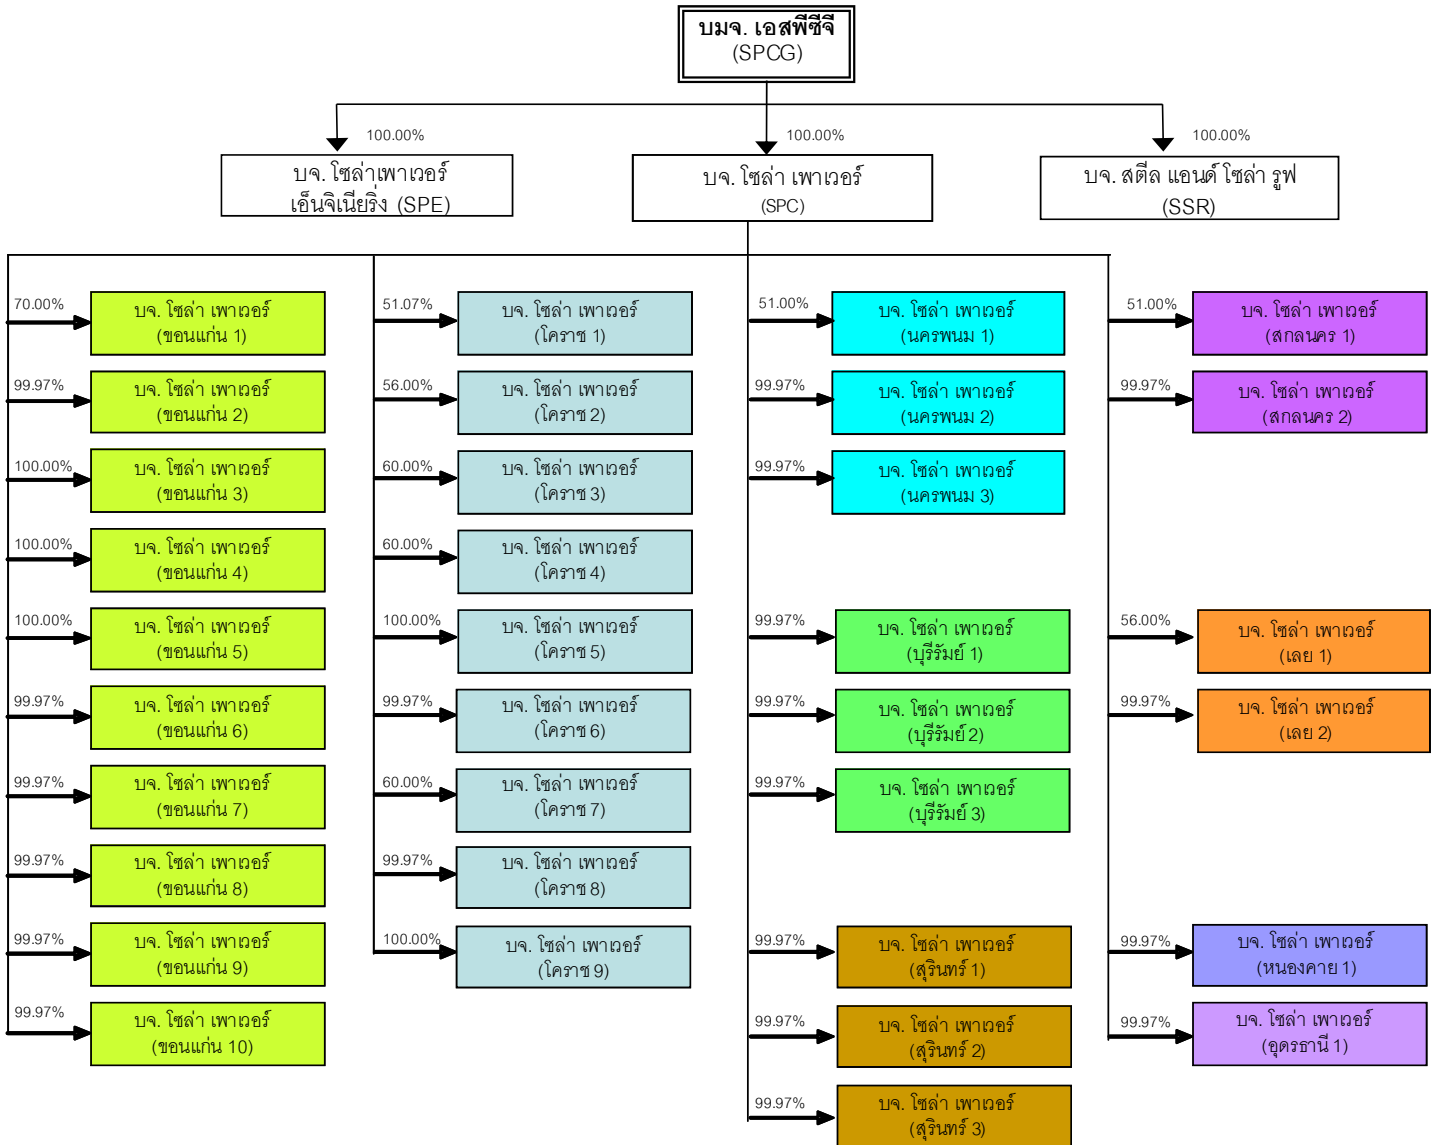 บมจ. เอสพีซีจี
(SPCG)
100.00%
100.00%
100.00%
บจ. โซล่าเพาเวอร์
เอ็นจิเนียริ่ง (SPE)
บจ. โซล่า เพาเวอร์
(SPC)
บจ. สตีล แอนด์ โซล่า รูฟ
(SSR)
70.00%
บจ. โซล่า เพาเวอร์
(ขอนแก่น 1)
99.97%
บจ. โซล่า เพาเวอร์
(ขอนแก่น 2)
100.00%
บจ. โซล่า เพาเวอร์
(ขอนแก่น 3)
100.00%
บจ. โซล่า เพาเวอร์
(ขอนแก่น 4)
100.00%
บจ. โซล่า เพาเวอร์
(ขอนแก่น 5)
99.97%
บจ. โซล่า เพาเวอร์
(ขอนแก่น 6)
99.97%
บจ. โซล่า เพาเวอร์
(ขอนแก่น 7)
99.97%
บจ. โซล่า เพาเวอร์
(ขอนแก่น 8)
99.97%
บจ. โซล่า เพาเวอร์
(ขอนแก่น 9)
99.97%
บจ. โซล่า เพาเวอร์
(ขอนแก่น 10)
51.07%
บจ. โซล่า เพาเวอร์
(โคราช 1)
56.00%
บจ. โซล่า เพาเวอร์
(โคราช 2)
60.00%
บจ. โซล่า เพาเวอร์
(โคราช 3)
60.00%
บจ. โซล่า เพาเวอร์
(โคราช 4)
100.00%
บจ. โซล่า เพาเวอร์
(โคราช 5)
99.97%
บจ. โซล่า เพาเวอร์
(โคราช 6)
60.00%
บจ. โซล่า เพาเวอร์
(โคราช 7)
99.97%
บจ. โซล่า เพาเวอร์
(โคราช 8)
100.00%
บจ. โซล่า เพาเวอร์
(โคราช 9)
51.00%
บจ. โซล่า เพาเวอร์
(นครพนม 1)
99.97%
บจ. โซล่า เพาเวอร์
(นครพนม 2)
99.97%
บจ. โซล่า เพาเวอร์
(นครพนม 3)
99.97%
บจ. โซล่า เพาเวอร์
(บุรีรัมย์ 1)
99.97%
บจ. โซล่า เพาเวอร์
(บุรีรัมย์ 2)
99.97%
บจ. โซล่า เพาเวอร์
(บุรีรัมย์ 3)
99.97%
บจ. โซล่า เพาเวอร์
(สุรินทร์ 1)
99.97%
บจ. โซล่า เพาเวอร์
(สุรินทร์ 2)
99.97%
บจ. โซล่า เพาเวอร์
(สุรินทร์ 3)
51.00%
บจ. โซล่า เพาเวอร์
(สกลนคร 1)
99.97%
บจ. โซล่า เพาเวอร์
(สกลนคร 2)
56.00%
บจ. โซล่า เพาเวอร์
(เลย 1)
99.97%
บจ. โซล่า เพาเวอร์
(เลย 2)
99.97%
บจ. โซล่า เพาเวอร์
(หนองคาย 1)
99.97%
บจ. โซล่า เพาเวอร์
(อุดรธานี 1)